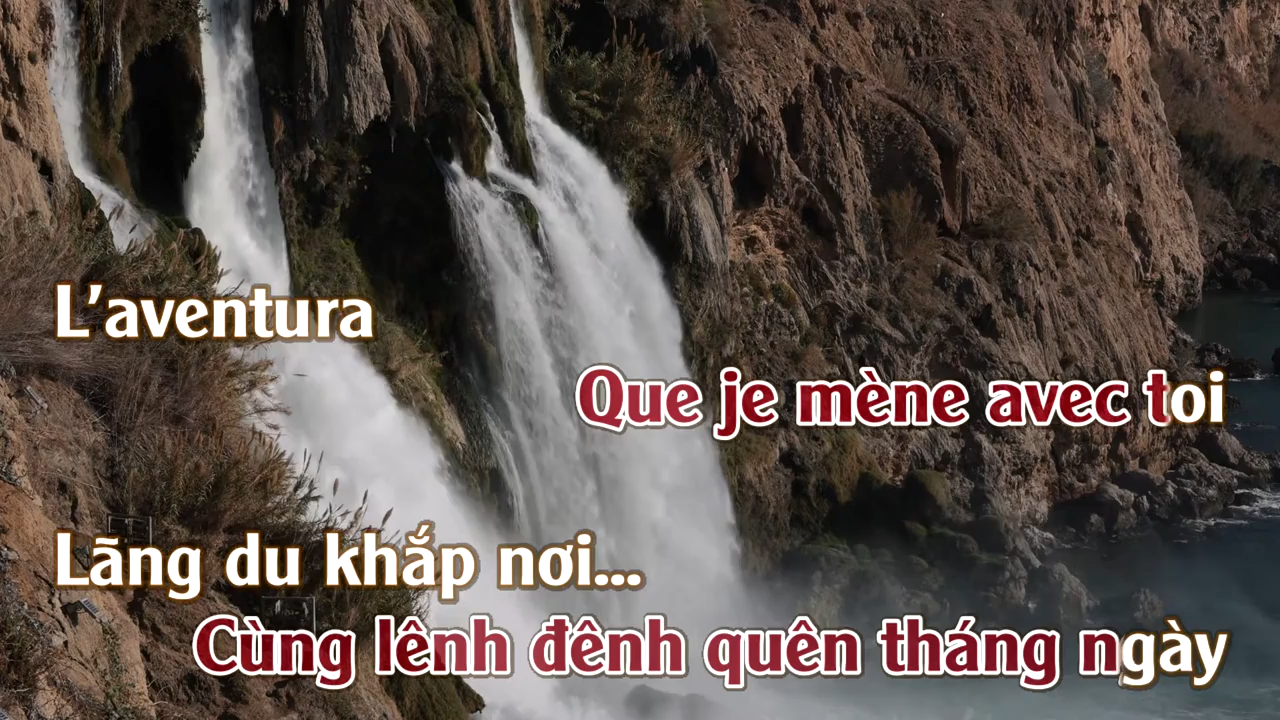 L’aventura
Que je mène avec toi
Lãng du khắp nơi...
Cùng lênh đênh quên tháng ngày